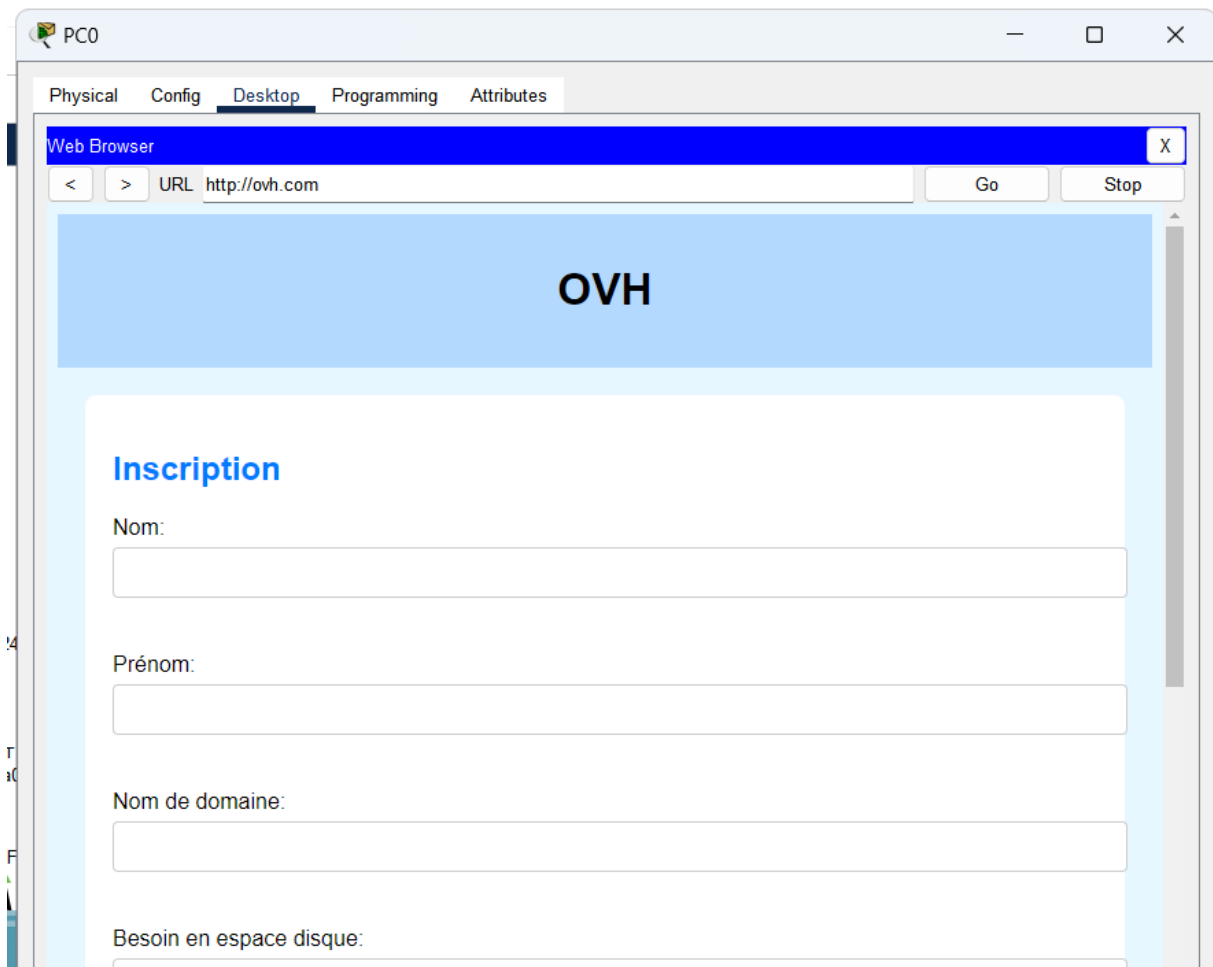 PC0
Physical Config Desktop Programming Attributes
Web Browser X
< > URL http://ovh.com Go Stop
OVH
Inscription
Nom:
Prénom:
Nom de domaine:
Besoin en espace disque: